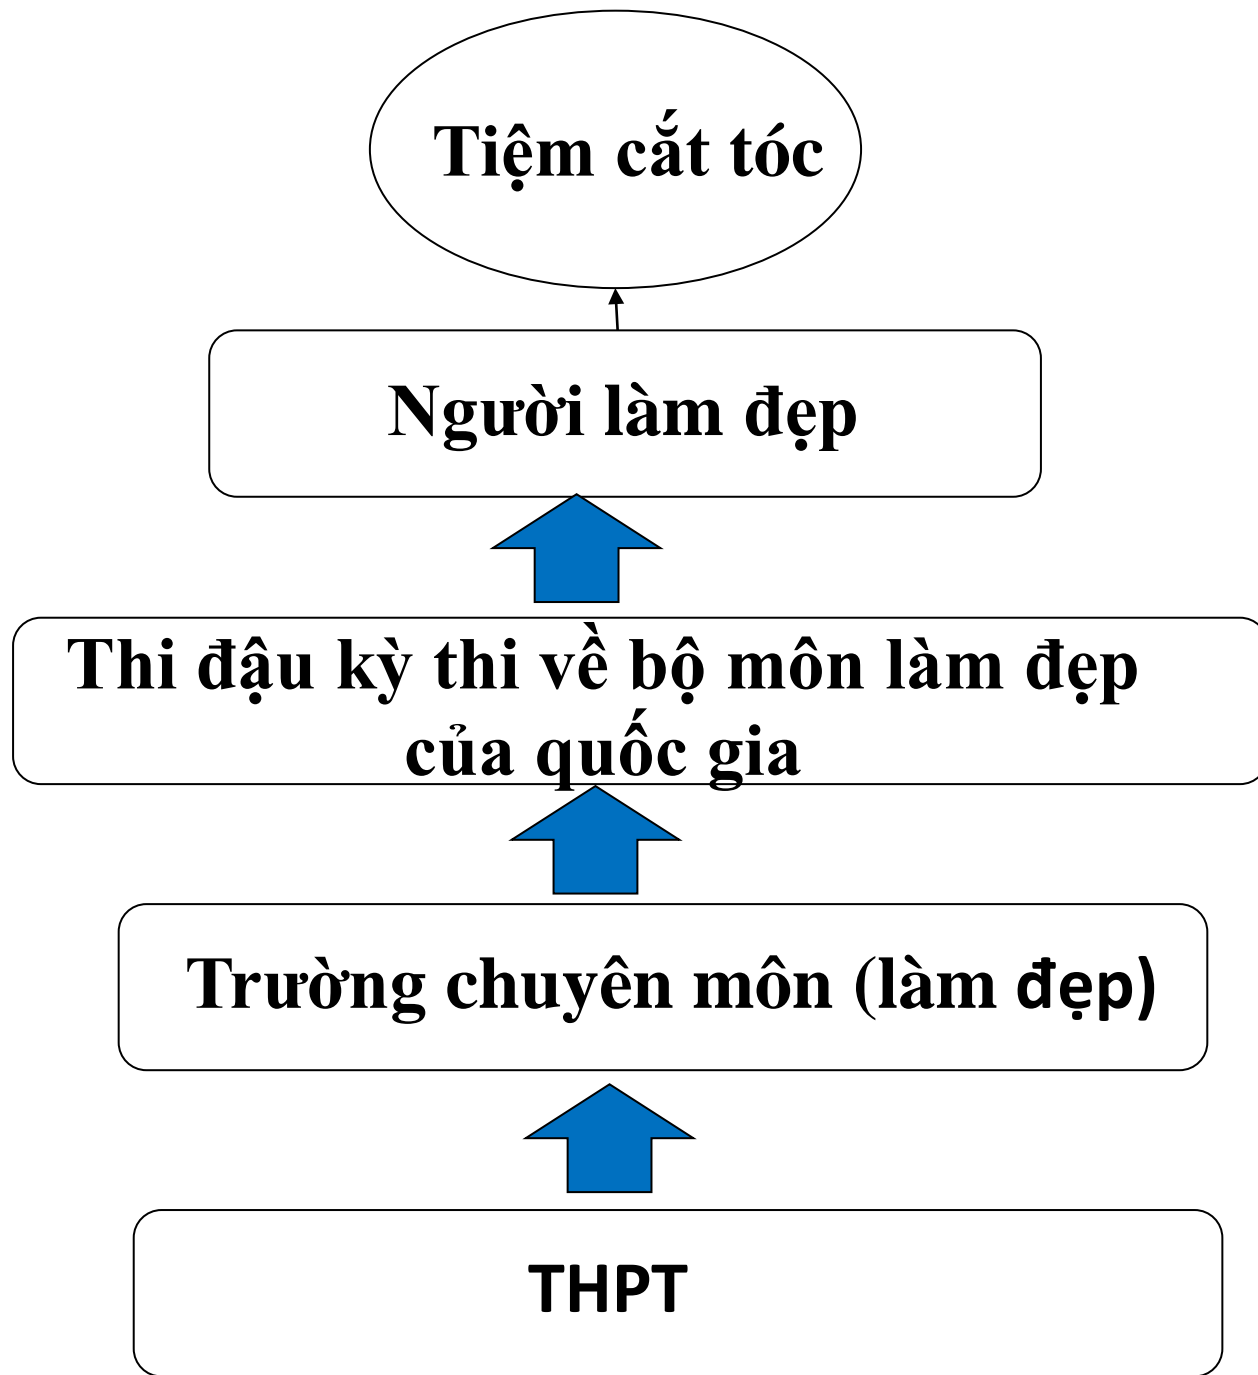 Tiệm cắt tóc
Người làm đẹp
Thi đậu kỳ thi về bộ môn làm đẹp
của quốc gia
Trường chuyên môn (làm đẹp)
THPT